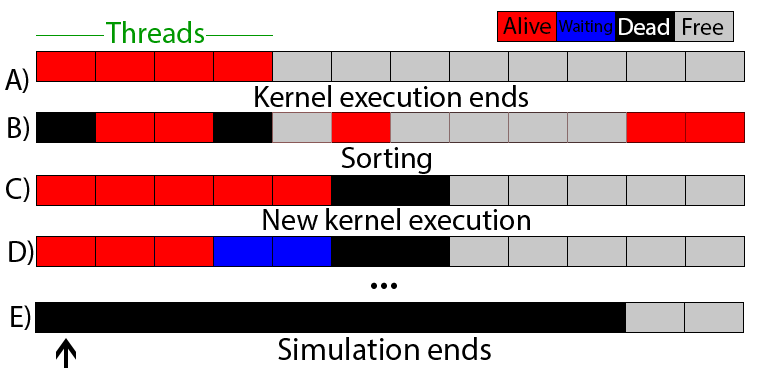 Threads
Alive Waiting Dead Free
A)
Kernel execution ends
B)
Sorting
C)
New kernel execution
D)
...
E)
Simulation ends